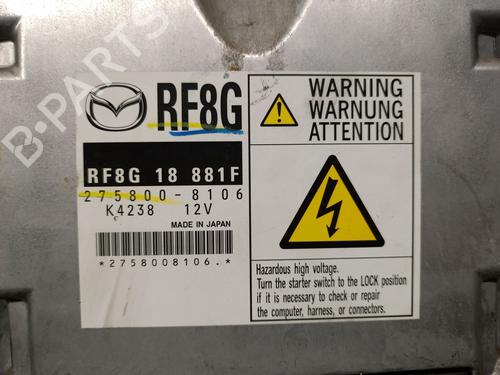 B-PARTS
RF8G
RF8G 18 881F
275800-8106
K4238 12V
MADE IN JAPAN
*2758008106.*
WARNING
WARNUNG
ATTENTION
Hazardous high voltage.
Turn the starter switch to the LOCK position
if it is necessary to check or repair
the computer, harness, or connectors.